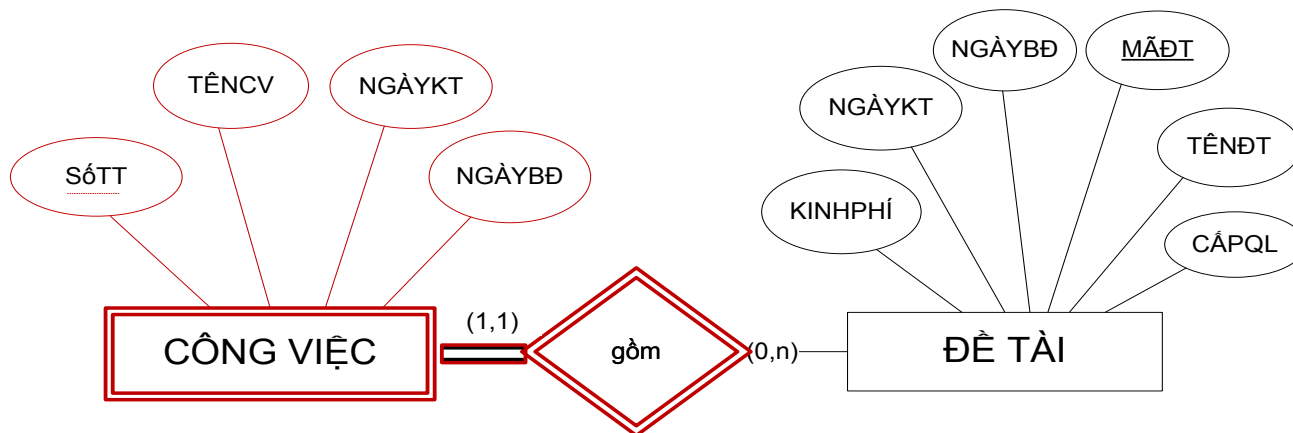 TÊNCV
NGÀYKT
SốTT
NGÀYBĐ
CÔNG VIỆC
(1,1)
gồm
(0,n)
NGÀYBĐ
MÃĐT
NGÀYKT
TÊNĐT
KINHPHÍ
CẤPQL
ĐỀ TÀI